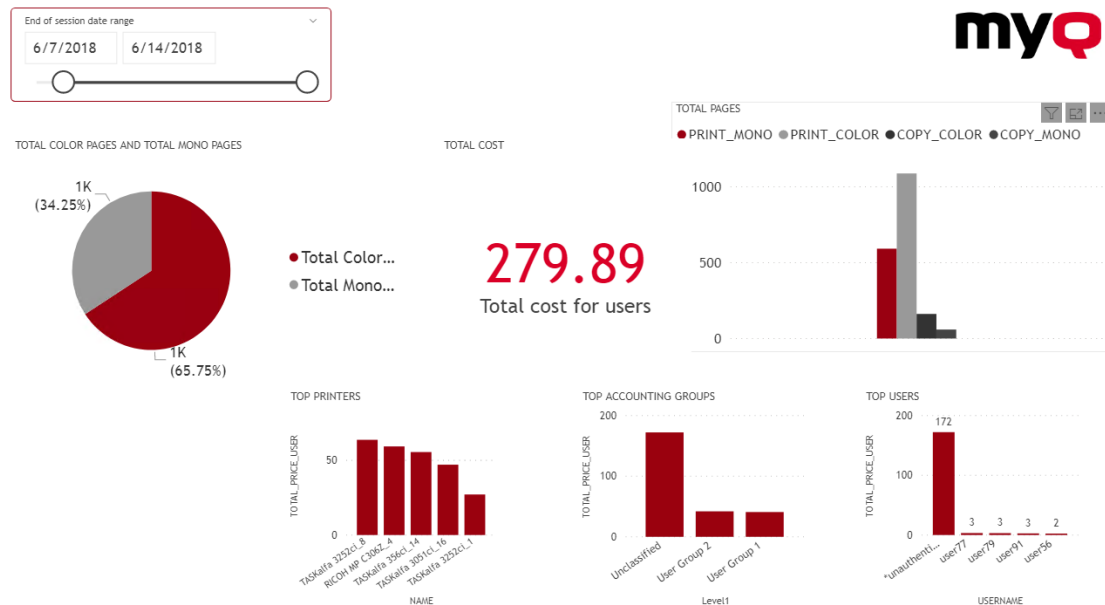 End of session date range
6/7/2018 6/14/2018
myQ
TOTAL COLOR PAGES AND TOTAL MONO PAGES
1K
(34.25%)
1K
(65.75%)
Total Color...
Total Mono...
TOTAL COST
279.89
Total cost for users
TOTAL PAGES
PRINT_MONO PRINT_COLOR COPY_COLOR COPY_MONO
1000
500
0
TOP PRINTERS
TOTAL_PRICE_USER
50
0
TASKalfa 3252ci_8
RICOH MP C306Z_4
TASKalfa 356ci_14
TASKalfa 3051ci_16
TASKalfa 3252ci_1
NAME
TOP ACCOUNTING GROUPS
TOTAL_PRICE_USER
200
100
0
Unclassified
User Group 2
User Group 1
Level1
TOP USERS
TOTAL_PRICE_USER
200
100
0
172
3
3
3
2
*unauthenti...
user77
user79
user91
user56
USERNAME